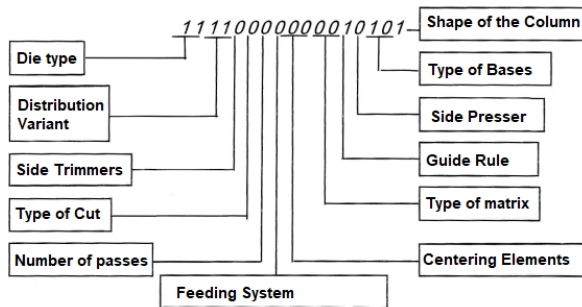 11110000000010101
Shape of the Column
Die type
Type of Bases
Distribution
Variant
Side Presser
Side Trimmers
Guide Rule
Type of Cut
Type of matrix
Number of passes
Centering Elements
Feeding System